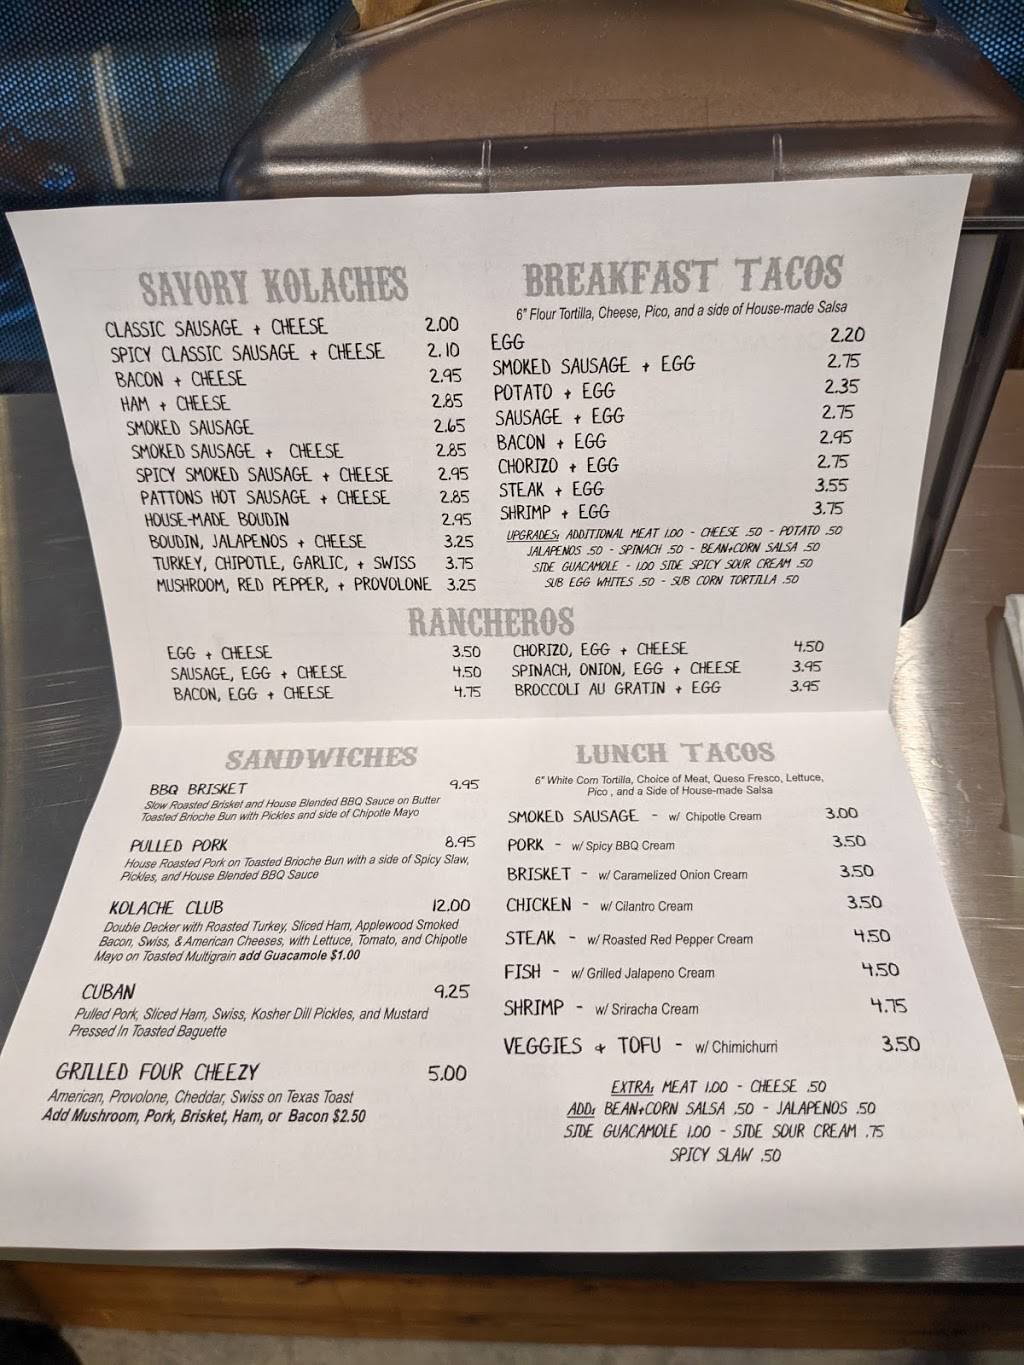 SAVORY KOLACHES
CLASSIC SAUSAGE + CHEESE 2.00
SPICY CLASSIC SAUSAGE + CHEESE 2.10
BACON + CHEESE 2.95
HAM + CHEESE 2.85
SMOKED SAUSAGE 2.65
SMOKED SAUSAGE + CHEESE 2.85
SPICY SMOKED SAUSAGE + CHEESE 2.95
PATTONS HOT SAUSAGE + CHEESE 2.85
HOUSE-MADE BOUDIN 2.95
BOUDIN, JALAPENOS + CHEESE 3.25
TURKEY, CHIPOTLE, GARLIC, + SWISS 3.75
MUSHROOM, RED PEPPER, + PROVOLONE 3.25
BREAKFAST TACOS
6" Flour Tortilla, Cheese, Pico, and a side of House-made Salsa
EGG 2.20
SMOKED SAUSAGE + EGG 2.75
POTATO + EGG 2.35
SAUSAGE + EGG 2.75
BACON + EGG 2.95
CHORIZO + EGG 2.75
STEAK + EGG 3.55
SHRIMP + EGG 3.75
UPGRADES: ADDITIONAL MEAT 1.00 - CHEESE .50 - POTATO .50
JALAPENOS .50 - SPINACH .50 - BEAN+CORN SALSA .50
SIDE GUACAMOLE - 1.00 SIDE SPICY SOUR CREAM .50
SUB EGG WHITES .50 - SUB CORN TORTILLA .50
RANCHEROS
EGG + CHEESE 3.50
SAUSAGE, EGG + CHEESE 4.50
BACON, EGG + CHEESE 4.75
CHORIZO, EGG + CHEESE 4.50
SPINACH, ONION, EGG + CHEESE 3.95
BROCCOLI AU GRATIN + EGG 3.95
SANDWICHES
BBQ BRISKET 9.95
Slow Roasted Brisket and House Blended BBQ Sauce on Butter
Toasted Brioche Bun with Pickles and side of Chipotle Mayo
PULLED PORK 8.95
House Roasted Pork on Toasted Brioche Bun with a side of Spicy Slaw,
Pickles, and House Blended BBQ Sauce
KOLACHE CLUB 12.00
Double Decker with Roasted Turkey, Sliced Ham, Applewood Smoked
Bacon, Swiss, & American Cheeses, with Lettuce, Tomato, and Chipotle
Mayo on Toasted Multigrain add Guacamole $1.00
CUBAN 9.25
Pulled Pork, Sliced Ham, Swiss, Kosher Dill Pickles, and Mustard
Pressed In Toasted Baguette
GRILLED FOUR CHEEZY 5.00
American, Provolone, Cheddar, Swiss on Texas Toast
Add Mushroom, Pork, Brisket, Ham, or Bacon $2.50
LUNCH TACOS
6" White Corn Tortilla, Choice of Meat, Queso Fresco, Lettuce,
Pico , and a Side of House-made Salsa
SMOKED SAUSAGE - w/ Chipotle Cream 3.00
PORK - w/ Spicy BBQ Cream 3.50
BRISKET - w/ Caramelized Onion Cream 3.50
CHICKEN - w/ Cilantro Cream 3.50
STEAK - w/ Roasted Red Pepper Cream 4.50
FISH - w/ Grilled Jalapeno Cream 4.50
SHRIMP - w/ Sriracha Cream 4.75
VEGGIES + TOFU - w/ Chimichurri 3.50
EXTRA: MEAT 1.00 - CHEESE .50
ADD: BEAN+CORN SALSA .50 - JALAPENOS .50
SIDE GUACAMOLE 1.00 - SIDE SOUR CREAM .75
SPICY SLAW .50